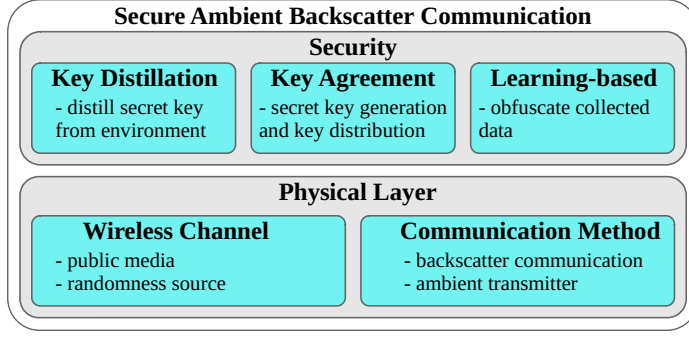 Secure Ambient Backscatter Communication
Security
Key Distillation
- distill secret key
from environment
Key Agreement
- secret key generation
and key distribution
Learning-based
- obfuscate collected
data
Physical Layer
Wireless Channel
- public media
- randomness source
Communication Method
- backscatter communication
- ambient transmitter